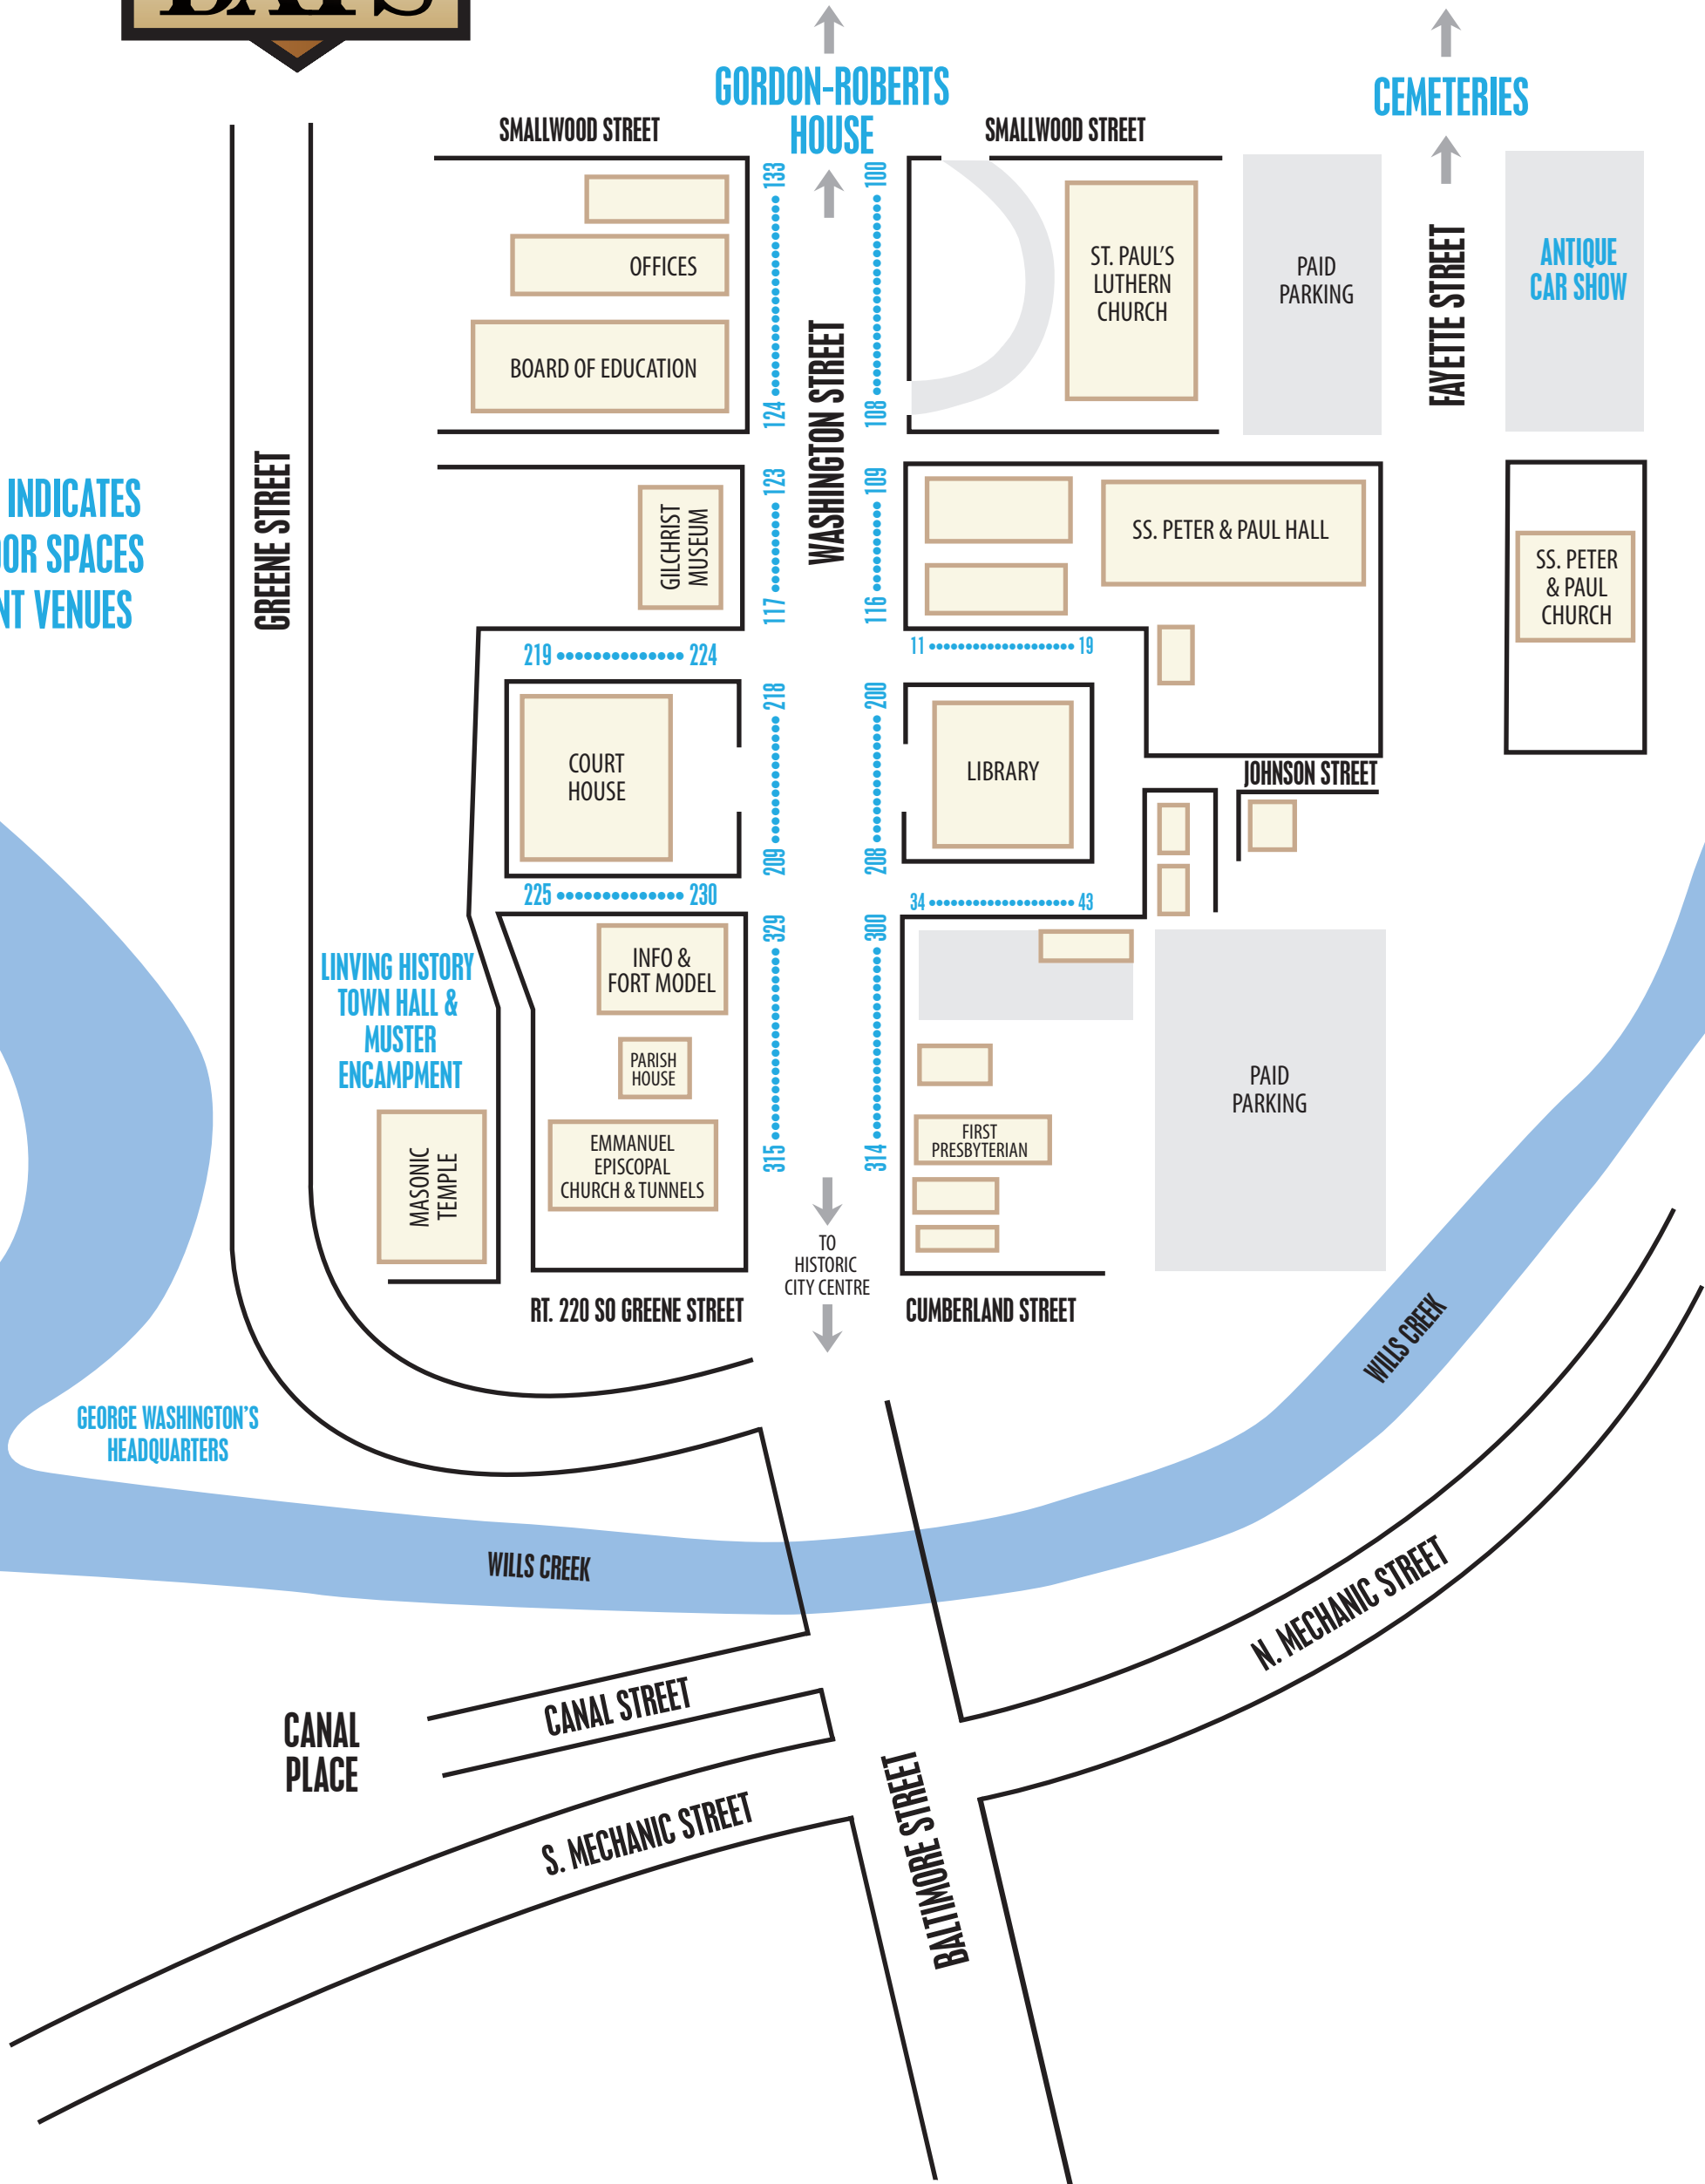 GORDON-ROBERTS
HOUSE
CEMETERIES
SMALLWOOD STREET
SMALLWOOD STREET
133
100
OFFICES
BOARD OF EDUCATION
124
108
WASHINGTON STREET
ST. PAUL'S
LUTHERN
CHURCH
PAID
PARKING
FAYETTE STREET
ANTIQUE
CAR SHOW
INDICATES
SPACES
VENUES
GREENE STREET
GILCHRIST
MUSEUM
123
109
117
116
SS. PETER & PAUL HALL
SS. PETER
& PAUL
CHURCH
219
224
11
19
218
200
COURT
HOUSE
LIBRARY
JOHNSON STREET
209
208
225
230
34
43
329
300
LINVING HISTORY
TOWN HALL &
MUSTER
ENCAMPMENT
INFO &
FORT MODEL
PARISH
HOUSE
EMMANUEL
EPISCOPAL
CHURCH & TUNNELS
MASONIC
TEMPLE
315
314
FIRST
PRESBYTERIAN
PAID
PARKING
TO
HISTORIC
CITY CENTRE
RT. 220 SO GREENE STREET
CUMBERLAND STREET
WILLS CREEK
GEORGE WASHINGTON'S
HEADQUARTERS
WILLS CREEK
N. MECHANIC STREET
CANAL STREET
CANAL
PLACE
S. MECHANIC STREET
BALTIMORE STREET